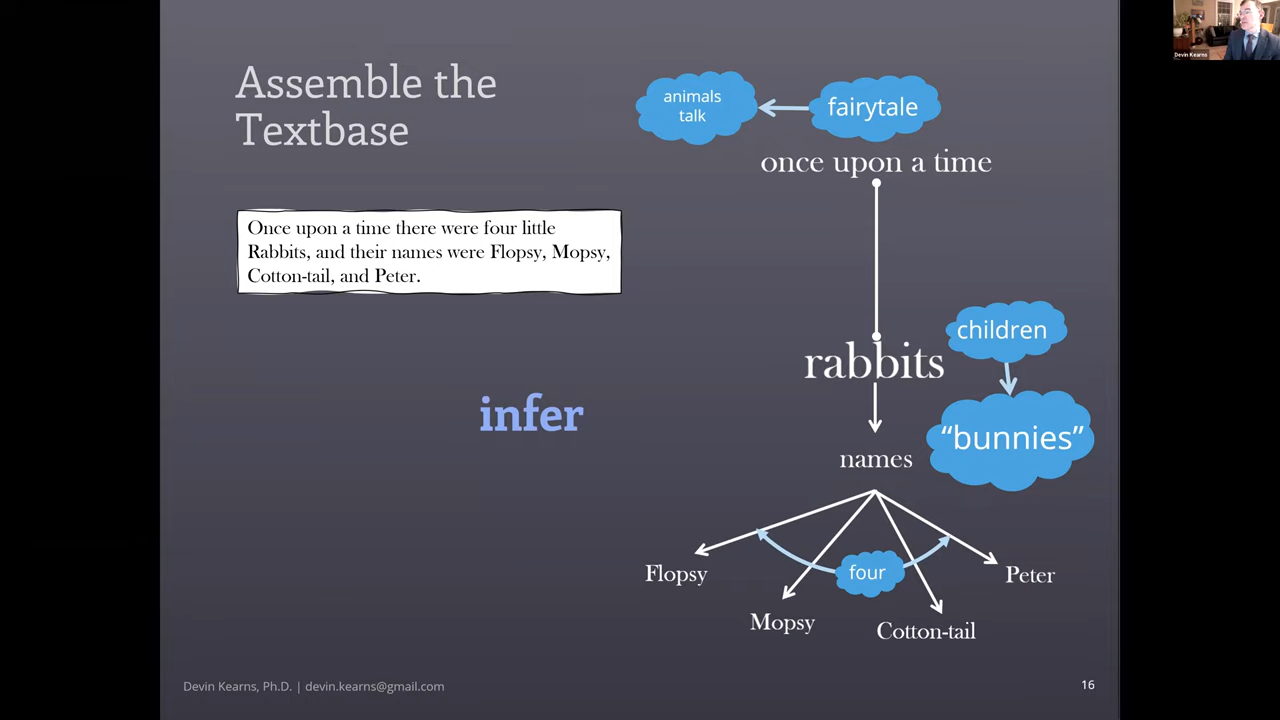 Assemble the
Textbase
Once upon a time there were four little
Rabbits, and their names were Flopsy, Mopsy,
Cotton-tail, and Peter.
infer
animals
talk
fairytale
once upon a time
children
rabbits
“bunnies”
names
four
Flopsy
Peter
Mopsy
Cotton-tail
Devin Kearns, Ph.D. | devin.kearns@gmail.com
16
Devin Kearns